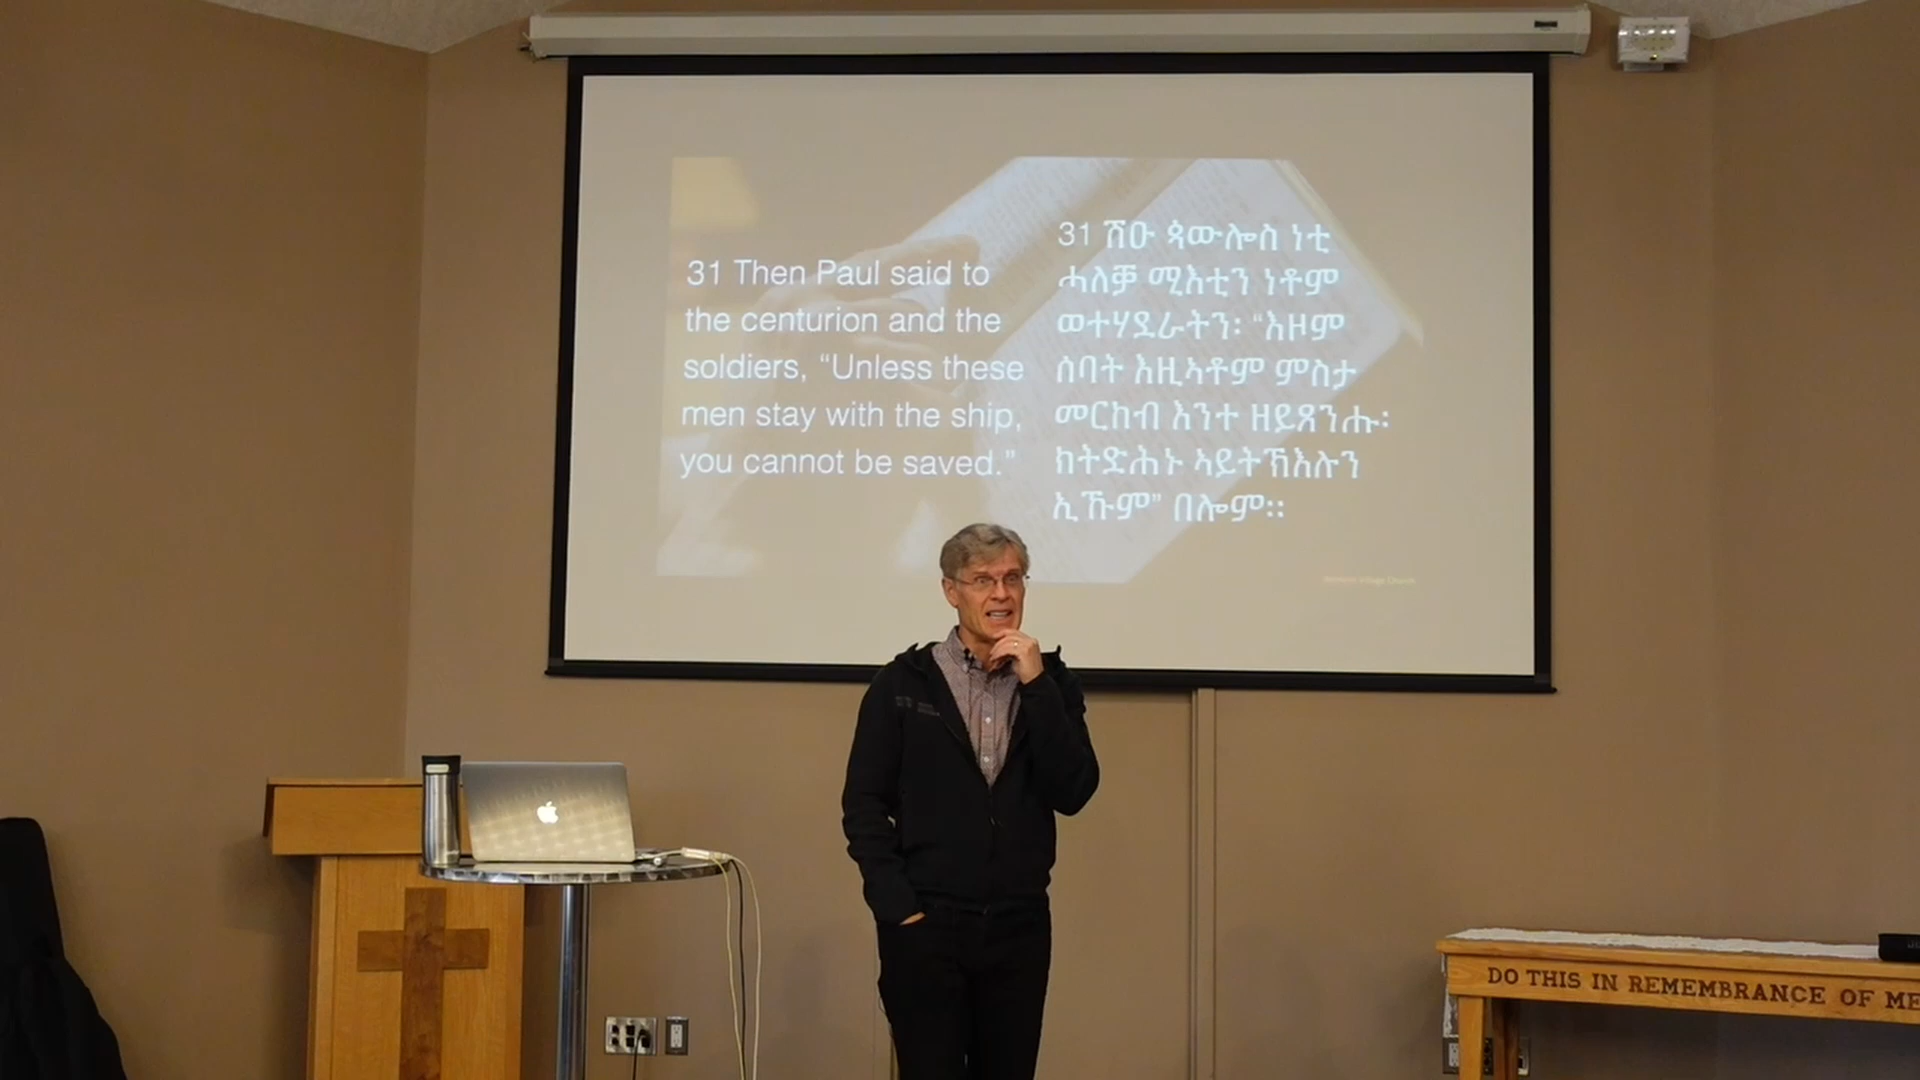 31 Then Paul said to
the centurion and the
soldiers, “Unless these
men stay with the ship,
you cannot be saved.”
31 ሽዑ ጳውሎስ ነቲ
ሓለቓ ሚእቲን ነቶም
ወተሃደራትን፡ “እዞም
ሰባት እዚኣቶም ምስታ
መርከብ እንተ ዘይጸንሑ፡
ክትድሕኑ ኣይትኽእሉን
ኢኹም” በሎም።
Village Church
DO THIS IN REMEMBRANCE OF ME